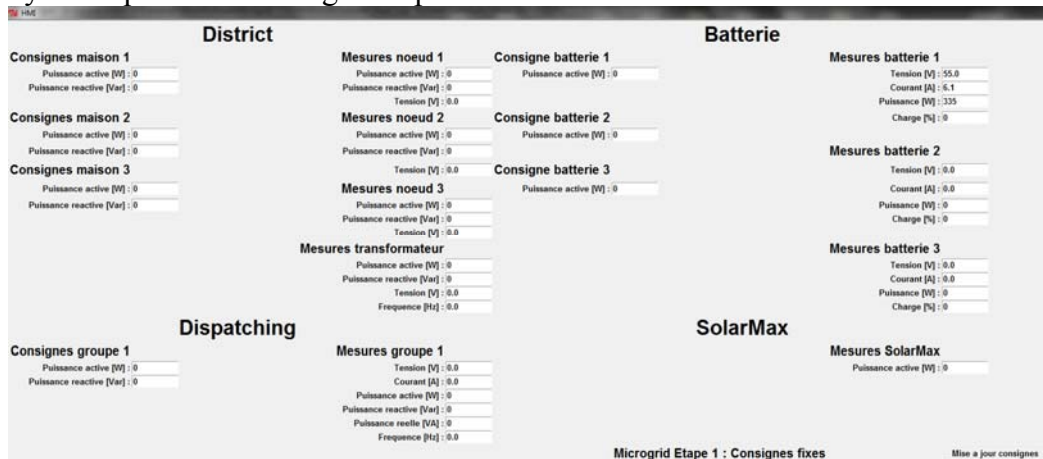 HMI
District
Consignes maison 1
Puissance active [W] : 0
Puissance reactive [Var] : 0
Consignes maison 2
Puissance active [W] : 0
Puissance reactive [Var] : 0
Consignes maison 3
Puissance active [W] : 0
Puissance reactive [Var] : 0
Mesures noeud 1
Puissance active [W] : 0
Puissance reactive [Var] : 0
Tension [V] : 0.0
Mesures noeud 2
Puissance active [W] : 0
Puissance reactive [Var] : 0
Tension [V] : 0.0
Mesures noeud 3
Puissance active [W] : 0
Puissance reactive [Var] : 0
Tension [V] : 0.0
Mesures transformateur
Puissance active [W] : 0
Puissance reactive [Var] : 0
Tension [V] : 0.0
Frequence [Hz] : 0.0
Batterie
Consigne batterie 1
Puissance active [W] : 0
Consigne batterie 2
Puissance active [W] : 0
Consigne batterie 3
Puissance active [W] : 0
Mesures batterie 1
Tension [V] : 55.0
Courant [A] : 6.1
Puissance [W] : 335
Charge [%] : 0
Mesures batterie 2
Tension [V] : 0.0
Courant [A] : 0.0
Puissance [W] : 0
Charge [%] : 0
Mesures batterie 3
Tension [V] : 0.0
Courant [A] : 0.0
Puissance [W] : 0
Charge [%] : 0
Dispatching
Consignes groupe 1
Puissance active [W] : 0
Puissance reactive [Var] : 0
Mesures groupe 1
Tension [V] : 0.0
Courant [A] : 0.0
Puissance active [W] : 0
Puissance reactive [Var] : 0
Puissance reelle [VA] : 0
Frequence [Hz] : 0.0
SolarMax
Mesures SolarMax
Puissance active [W] : 0
Microgrid Etape 1 : Consignes fixes
Mise a jour consignes